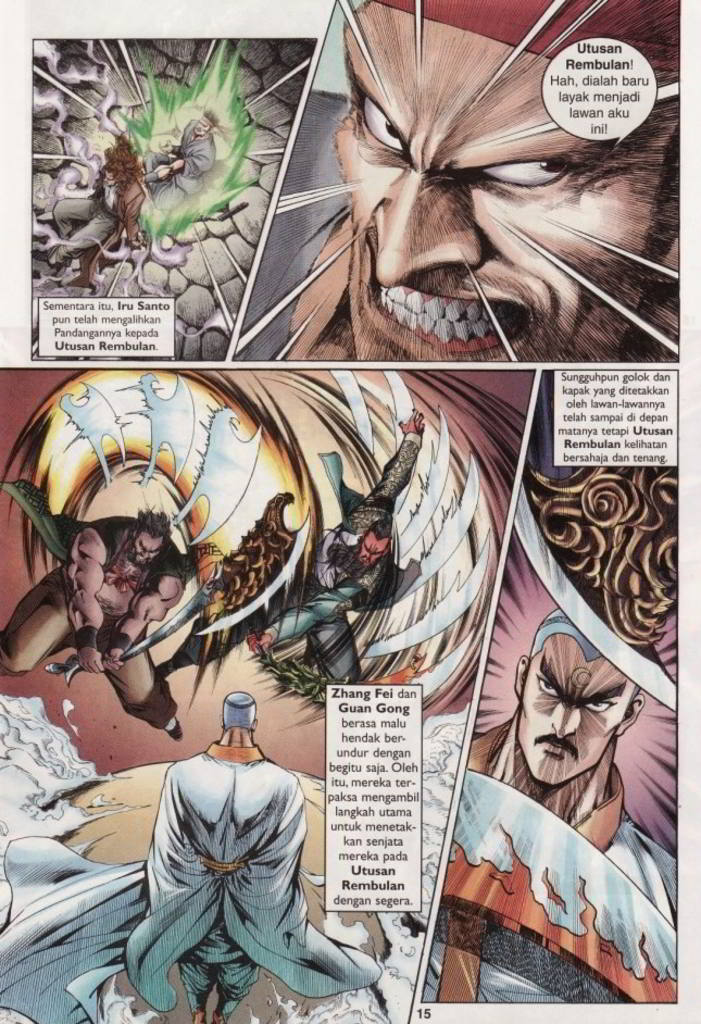 Utusan
Rembulan!
Hah, dialah baru
layak menjadi
lawan aku
ini!
Sementara itu, Iru Santo
pun telah mengalihkan
Pandangannya kepada
Utusan Rembulan.
Sungguhpun golok dan
kapak yang ditetakkan
oleh lawan-lawannya
telah sampai di depan
matanya tetapi Utusan
Rembulan kelihatan
bersahaja dan tenang.
Zhang Fei dan
Guan Gong
berasa malu
hendak ber-
undur dengan
begitu saja. Oleh
itu, mereka ter-
paksa mengambil
langkah utama
untuk menetak-
kan senjata
mereka pada
Utusan
Rembulan
dengan segera.
15